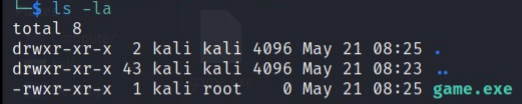 └─$ ls -la
total 8
drwxr-xr-x  2 kali kali 4096 May 21 08:25 .
drwxr-xr-x 43 kali kali 4096 May 21 08:23 ..
-rwxr-xr-x  1 kali root    0 May 21 08:25 game.exe